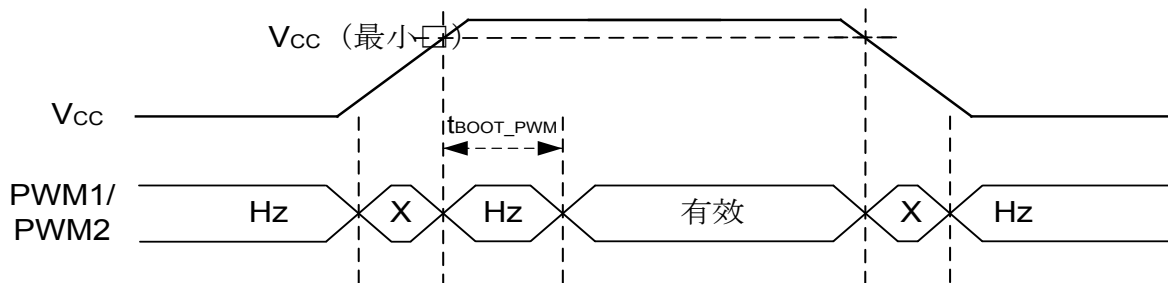 VCC（最小□）
VCC
tBOOT_PWM
PWM1/
PWM2
Hz
X
Hz
有效
X
Hz